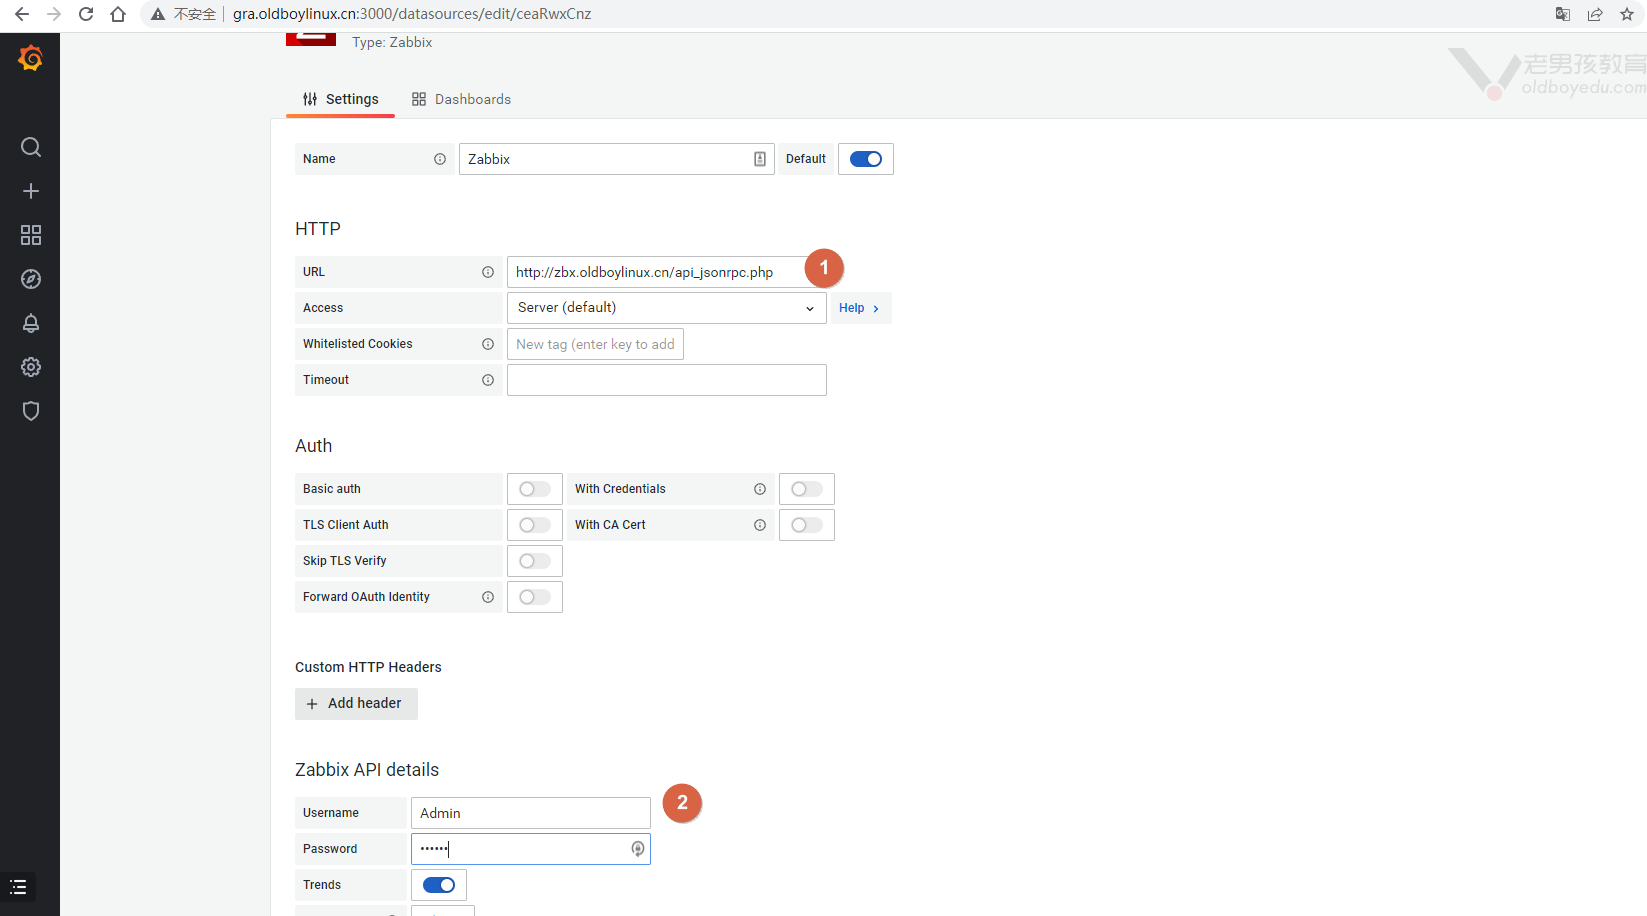 不安全 gra.oldboylinux.cn:3000/datasources/edit/ceaRwxCnz
Type: Zabbix
老男孩教育
oldboyedu.com
Settings Dashboards
Name Zabbix Default
HTTP
URL http://zbx.oldboylinux.cn/api_jsonrpc.php 1
Access Server (default) Help
Whitelisted Cookies New tag (enter key to add
Timeout
Auth
Basic auth With Credentials
TLS Client Auth With CA Cert
Skip TLS Verify
Forward OAuth Identity
Custom HTTP Headers
+ Add header
Zabbix API details
Username Admin 2
Password ••••••
Trends